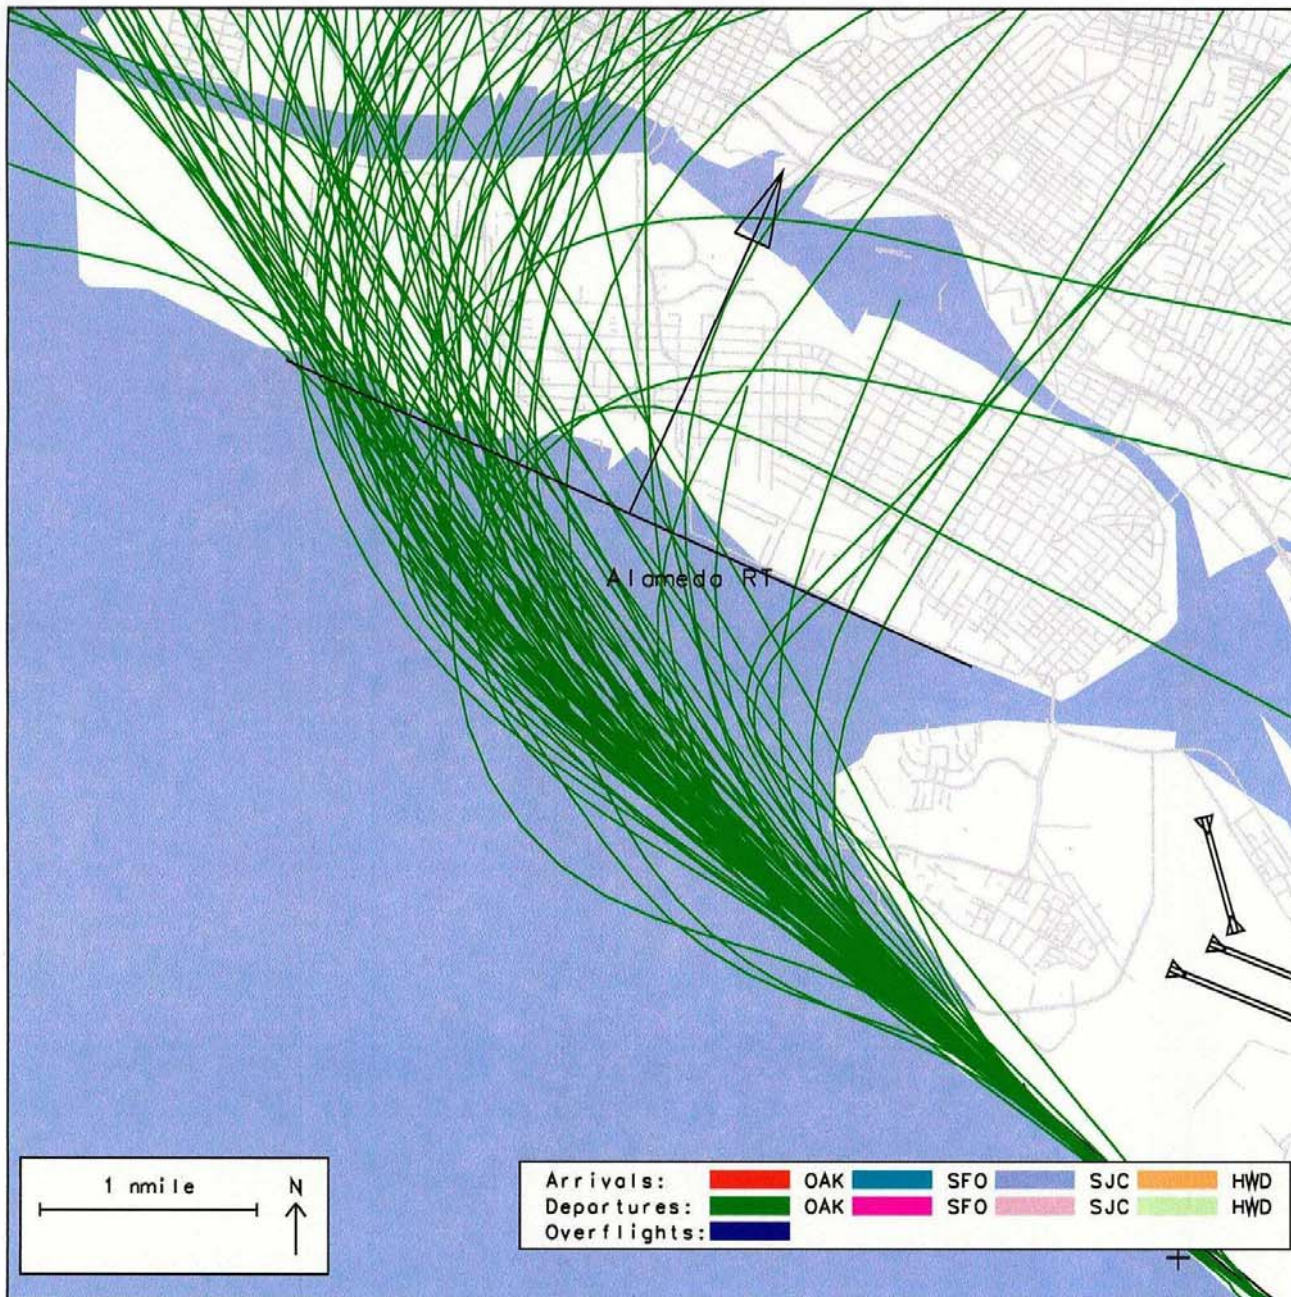 Alameda RT
1 nmile N
Arrivals: OAK SFO SJC HWD
Departures: OAK SFO SJC HWD
Overflights: